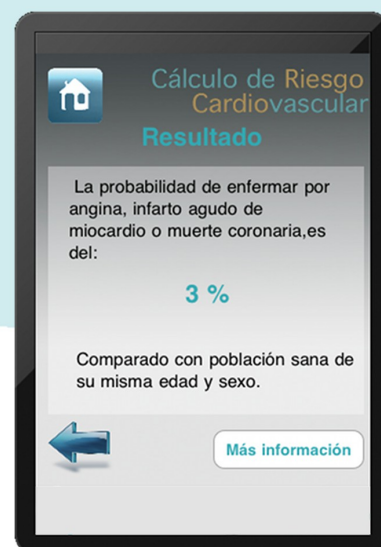 Cálculo de Riesgo
Cardiovascular
Resultado
La probabilidad de enfermar por
angina, infarto agudo de
miocardio o muerte coronaria,es
del:
3 %
Comparado con población sana de
su misma edad y sexo.
Más información